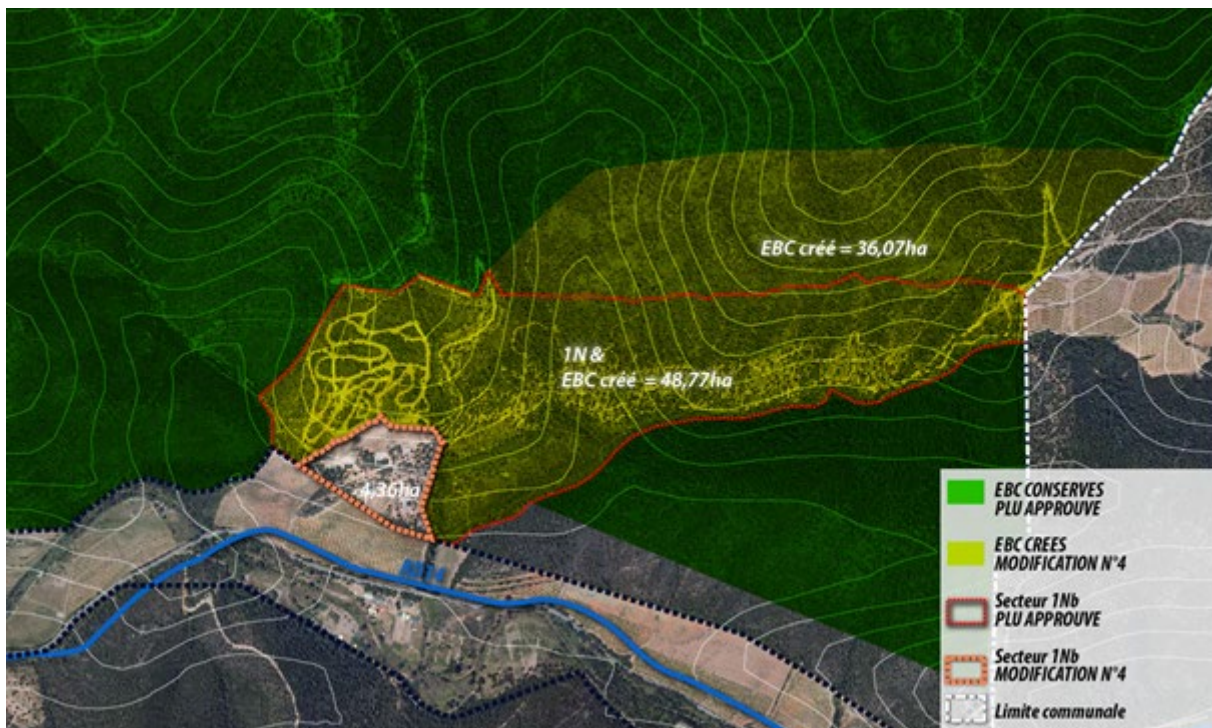 EBC créé = 36,07ha
1N &
EBC créé = 48,77ha
4,36ha
EBC CONSERVES
PLU APPROUVE
EBC CREES
MODIFICATION N°4
Secteur 1Nb
PLU APPROUVE
Secteur 1Nb
MODIFICATION N°4
Limite communale